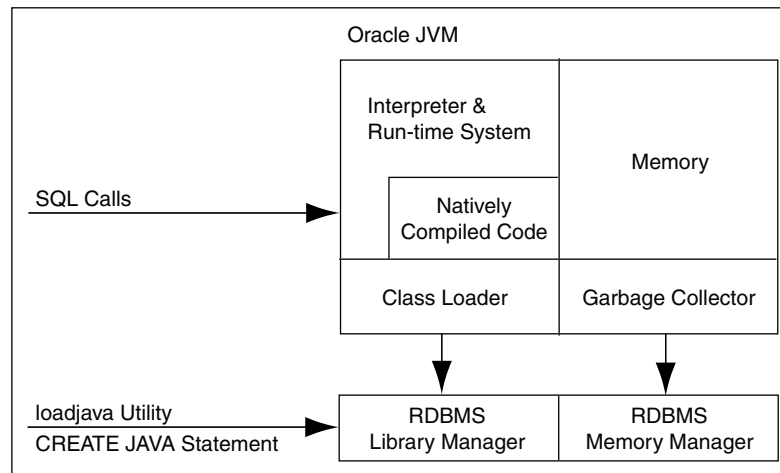 Oracle JVM
Interpreter &
Run-time System
Memory
SQL Calls
Natively
Compiled Code
Class Loader
Garbage Collector
loadjava Utility
CREATE JAVA Statement
RDBMS
Library Manager
RDBMS
Memory Manager